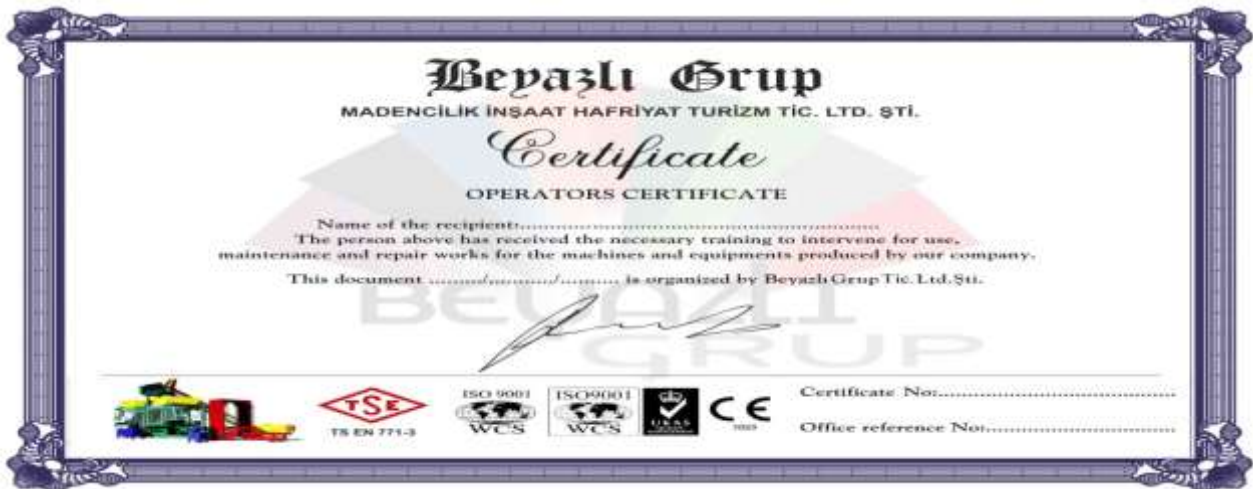 Beyazlı Grup
MADENCİLİK İNŞAAT HAFRİYAT TURİZM TİC. LTD. ŞTİ.
Certificate
OPERATORS CERTIFICATE
Name of the recipient:................................................................
The person above has received the necessary training to intervene for use,
maintenance and repair works for the machines and equipments produced by our company.
This document ........../............/.......... is organized by Beyazlı Grup Tic. Ltd. Şti.
BEYAZLI
GRUP
TSE
TS EN 771-3
ISO 9001
WCS
ISO9001
WCS
UKAS
CE
Certificate No:...........................................
Office reference No:..................................